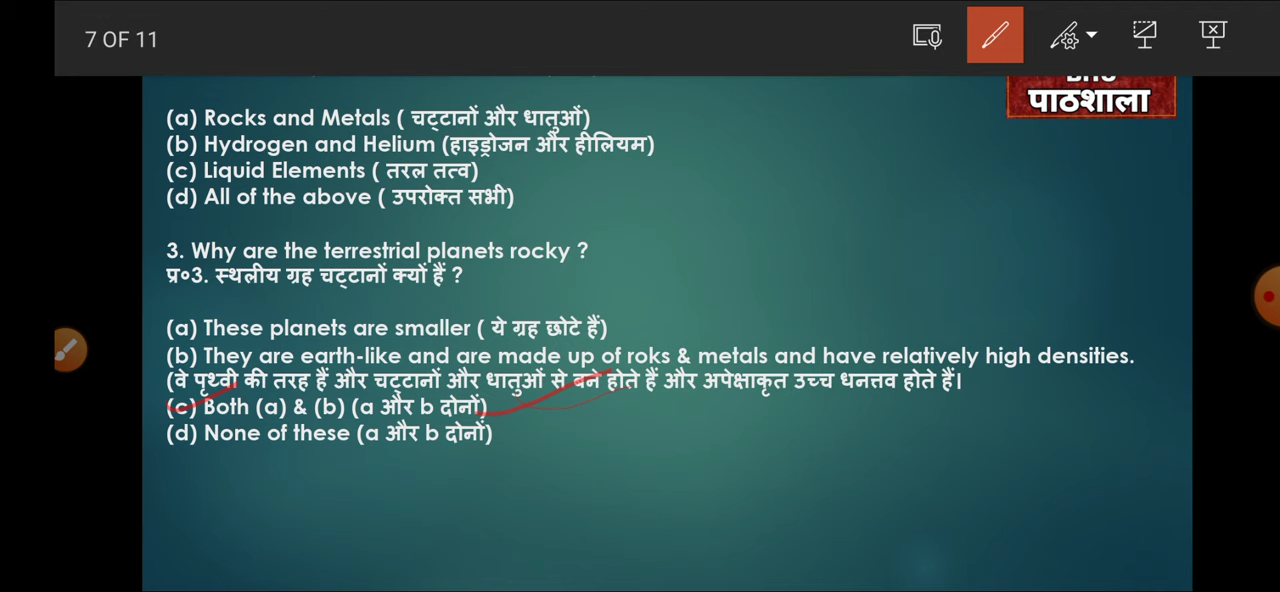 7 OF 11
पाठशाला
(a) Rocks and Metals ( चट्टानों और धातुओं)
(b) Hydrogen and Helium (हाइड्रोजन और हीलियम)
(c) Liquid Elements ( तरल तत्व)
(d) All of the above ( उपरोक्त सभी)
3. Why are the terrestrial planets rocky ?
प्र०3. स्थलीय ग्रह चट्टानों क्यों हैं ?
(a) These planets are smaller ( ये ग्रह छोटे हैं)
(b) They are earth-like and are made up of roks & metals and have relatively high densities.
(वे पृथ्वी की तरह हैं और चट्टानों और धातुओं से बने होते हैं और अपेक्षाकृत उच्च धनत्तव होते हैं।
(c) Both (a) & (b) (a और b दोनों)
(d) None of these (a और b दोनों)